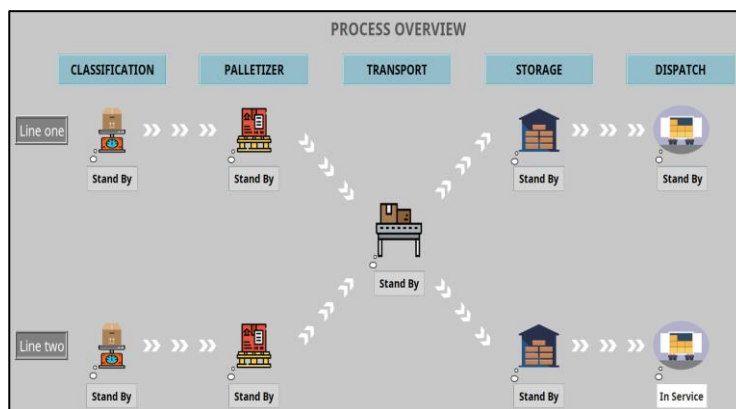 PROCESS OVERVIEW
CLASSIFICATION PALLETIZER TRANSPORT STORAGE DISPATCH
Line one
Stand By Stand By Stand By Stand By
Stand By
Line two
Stand By Stand By Stand By In Service